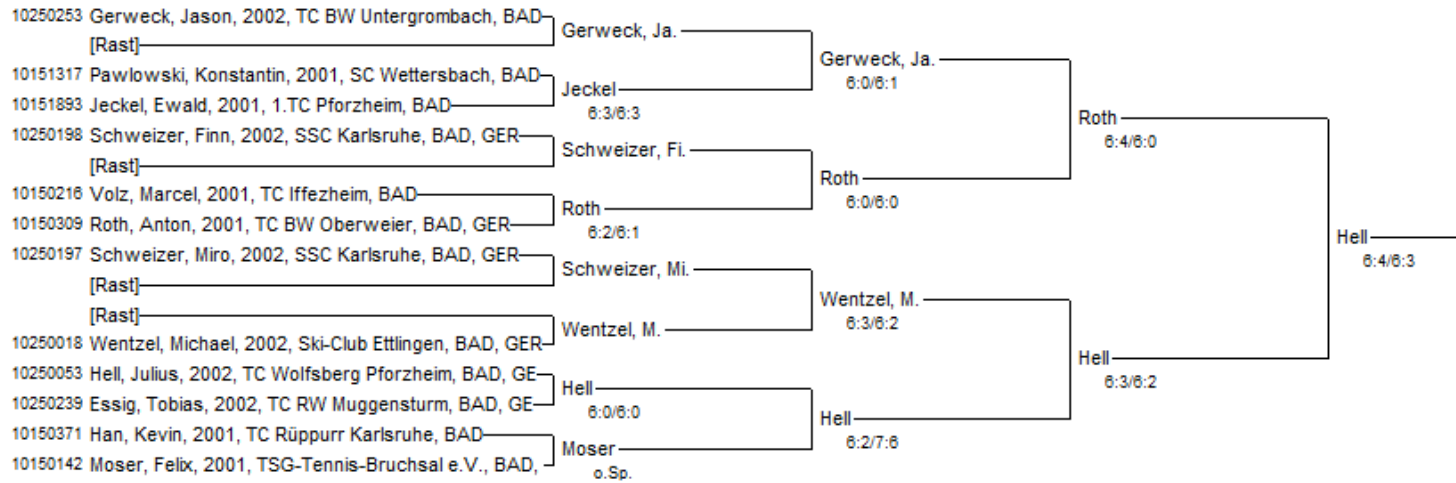 10250253 Gerweck, Jason, 2002, TC BW Untergrombach, BAD
Gerweck, Ja.
[Rast]
Gerweck, Ja.
6:0/6:1
10151317 Pawlowski, Konstantin, 2001, SC Wettersbach, BAD
Jeckel
6:3/6:3
10151893 Jeckel, Ewald, 2001, 1.TC Pforzheim, BAD
Roth
6:4/6:0
10250198 Schweizer, Finn, 2002, SSC Karlsruhe, BAD, GER
Schweizer, Fi.
[Rast]
Roth
6:0/6:0
10150216 Volz, Marcel, 2001, TC Iffezheim, BAD
Roth
6:2/6:1
10150309 Roth, Anton, 2001, TC BW Oberweier, BAD, GER
Hell
6:4/6:3
10250197 Schweizer, Miro, 2002, SSC Karlsruhe, BAD, GER
Schweizer, Mi.
[Rast]
Wentzel, M.
6:3/6:2
[Rast]
Wentzel, M.
10250018 Wentzel, Michael, 2002, Ski-Club Ettlingen, BAD, GER
Hell
6:3/6:2
10250053 Hell, Julius, 2002, TC Wolfsberg Pforzheim, BAD, GE
Hell
6:0/6:0
10250239 Essig, Tobias, 2002, TC RW Muggensturm, BAD, GE
Hell
6:2/7:6
10150371 Han, Kevin, 2001, TC Rüppurr Karlsruhe, BAD
Moser
o.Sp.
10150142 Moser, Felix, 2001, TSG-Tennis-Bruchsal e.V., BAD,